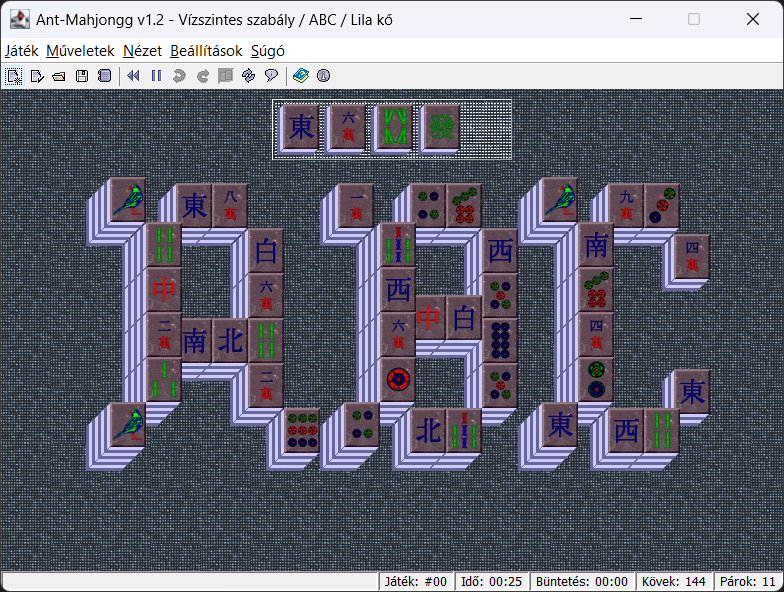 Ant-Mahjongg v1.2 - Vízszintes szabály / ABC / Lila kő
Játék Műveletek Nézet Beállítások Súgó
東 六萬 發
東 八萬 一萬 九萬
白 西 南 四萬
中 六萬 西
二萬 南 北 六萬 中 白 四萬
二萬 東
北 東 西
Játék: #00 Idő: 00:25 Büntetés: 00:00 Kövek: 144 Párok: 11